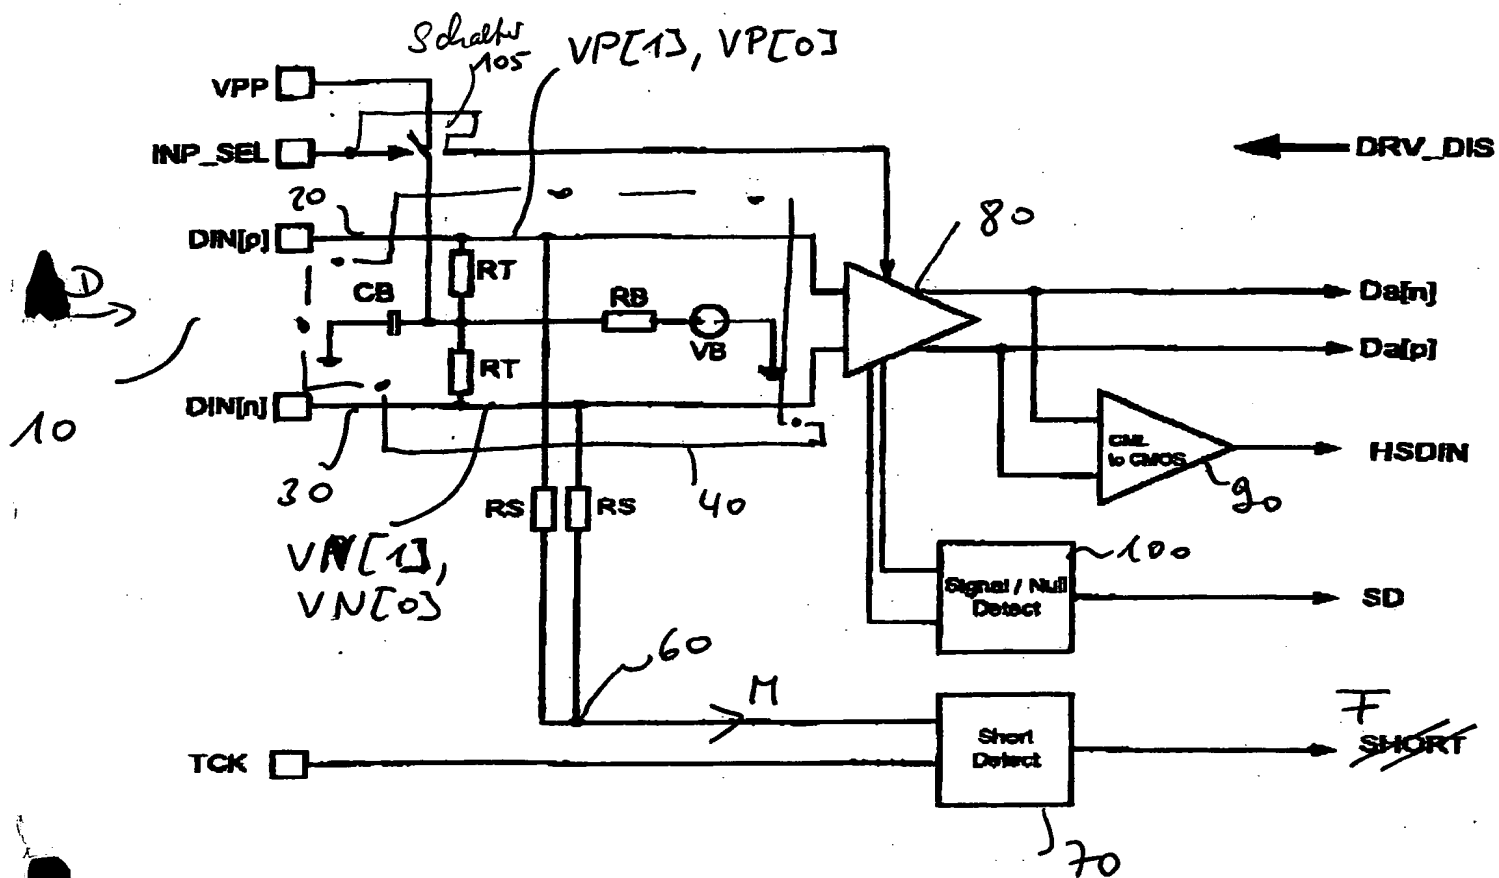 Schalter
105
VP[1], VP[0]
VPP
INP_SEL
DRV_DIS
20
80
DIN[p]
D
RT
CB
RB
Da[n]
VB
Da[p]
RT
DIN[n]
10
CML
to CMOS
HSDIN
90
30
RS
RS
40
VN[1],
VN[0]
100
Signal / Null
Detect
SD
60
M
F
Short
Detect
SHORT
TCK
70